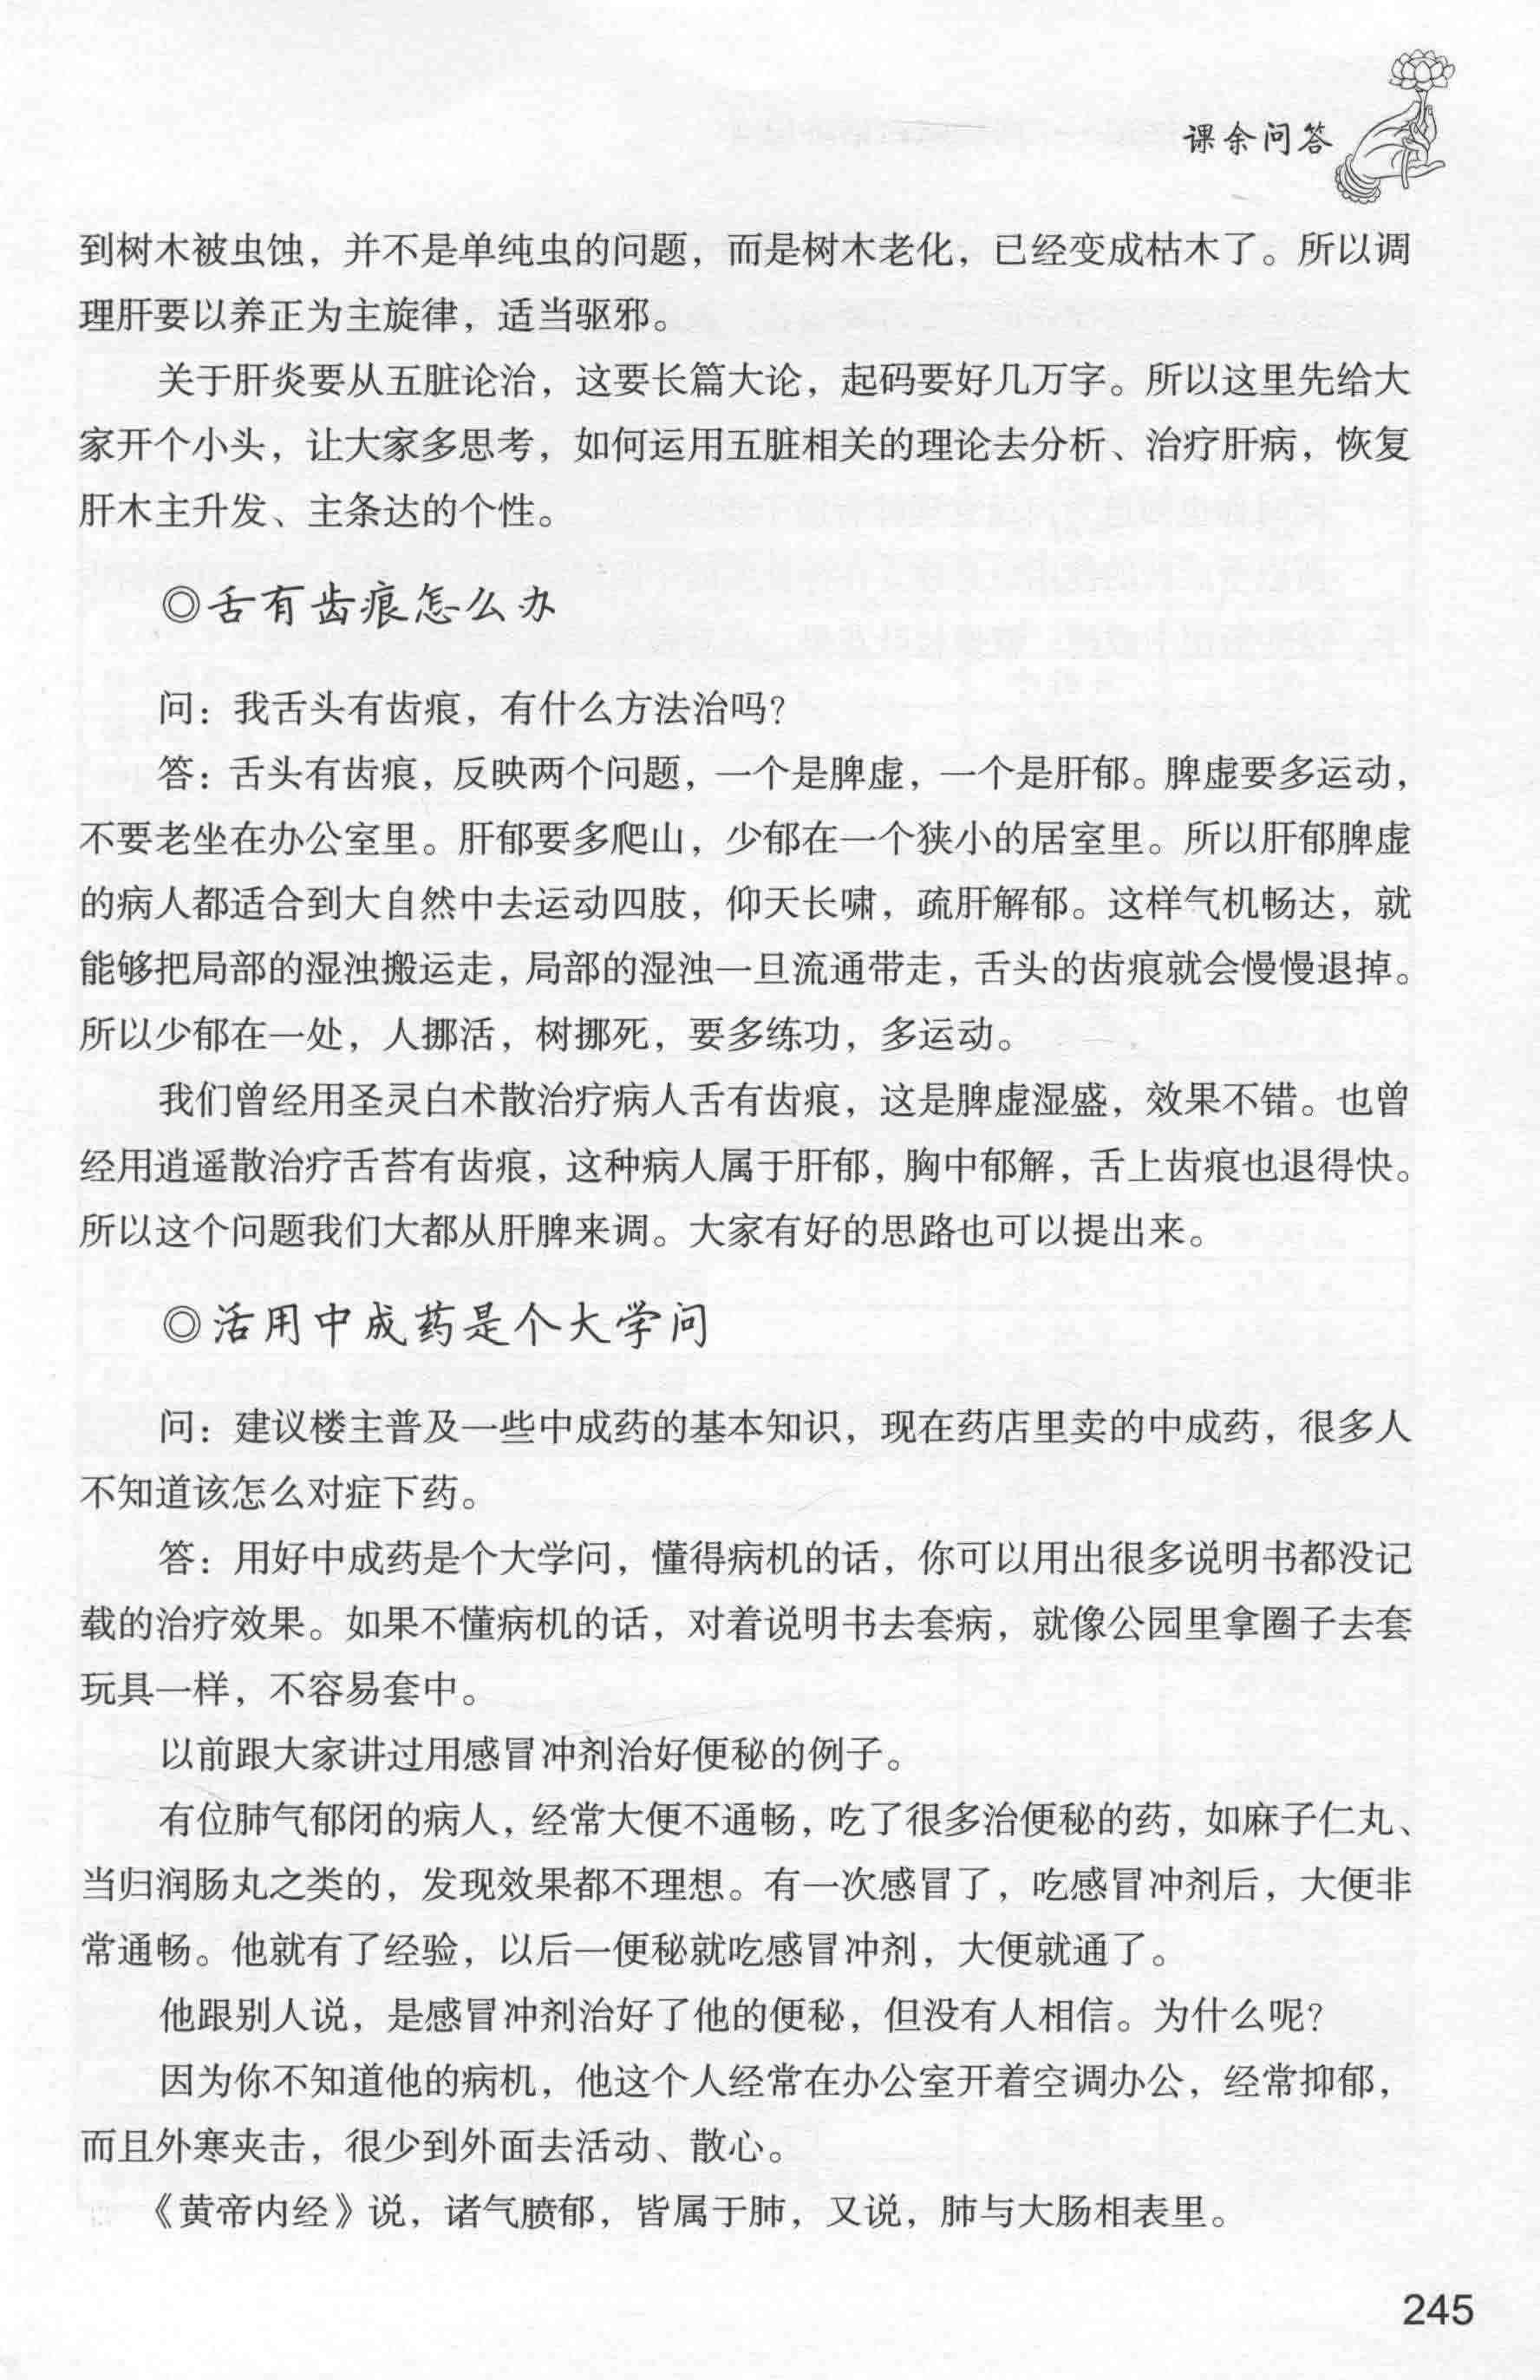 课余问答
到树木被虫蚀，并不是单纯虫的问题，而是树木老化，已经变成枯木了。所以调
理肝要以养正为主旋律，适当驱邪。
关于肝炎要从五脏论治，这要长篇大论，起码要好几万字。所以这里先给大
家开个小头，让大家多思考，如何运用五脏相关的理论去分析、治疗肝病，恢复
肝木主升发、主条达的个性。
◎舌有齿痕怎么办
问：我舌头有齿痕，有什么方法治吗？
答：舌头有齿痕，反映两个问题，一个是脾虚，一个是肝郁。脾虚要多运动，
不要老坐在办公室里。肝郁要多爬山，少郁在一个狭小的居室里。所以肝郁脾虚
的病人都适合到大自然中去运动四肢，仰天长啸，疏肝解郁。这样气机畅达，就
能够把局部的湿浊搬运走，局部的湿浊一旦流通带走，舌头的齿痕就会慢慢退掉。
所以少郁在一处，人挪活，树挪死，要多练功，多运动。
我们曾经用圣灵白术散治疗病人舌有齿痕，这是脾虚湿盛，效果不错。也曾
经用逍遥散治疗舌苔有齿痕，这种病人属于肝郁，胸中郁解，舌上齿痕也退得快。
所以这个问题我们大都从肝脾来调。大家有好的思路也可以提出来。
◎活用中成药是个大学问
问：建议楼主普及一些中成药的基本知识，现在药店里卖的中成药，很多人
不知道该怎么对症下药。
答：用好中成药是个大学问，懂得病机的话，你可以用出很多说明书都没记
载的治疗效果。如果不懂病机的话，对着说明书去套病，就像公园里拿圈子去套
玩具一样，不容易套中。
以前跟大家讲过用感冒冲剂治好便秘的例子。
有位肺气郁闭的病人，经常大便不通畅，吃了很多治便秘的药，如麻子仁丸、
当归润肠丸之类的，发现效果都不理想。有一次感冒了，吃感冒冲剂后，大便非
常通畅。他就有了经验，以后一便秘就吃感冒冲剂，大便就通了。
他跟别人说，是感冒冲剂治好了他的便秘，但没有人相信。为什么呢？
因为你不知道他的病机，他这个人经常在办公室开着空调办公，经常抑郁，
而且外寒夹击，很少到外面去活动、散心。
《黄帝内经》说，诸气膹郁，皆属于肺，又说，肺与大肠相表里。
245